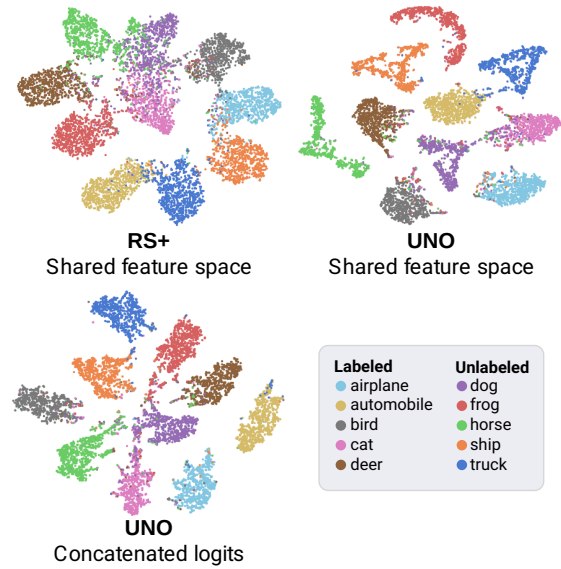 RS+
Shared feature space
UNO
Shared feature space
UNO
Concatenated logits
Labeled
airplane
automobile
bird
cat
deer
Unlabeled
dog
frog
horse
ship
truck